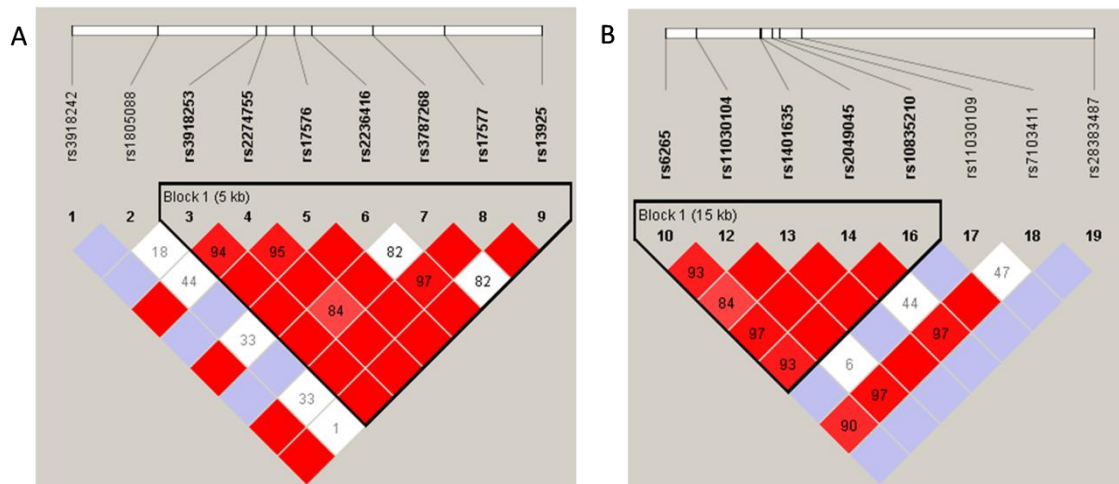 A
rs3918242
rs1805088
rs3918253
rs2274755
rs17576
rs2236416
rs3787268
rs17577
rs13925
Block 1 (5 kb)
1 2 3 4 5 6 7 8 9
18 94 95 82
44 97 82
84
33
33
1
B
rs6265
rs11030104
rs1401635
rs2049045
rs10835210
rs11030109
rs7103411
rs28383487
Block 1 (15 kb)
10 12 13 14 16 17 18 19
93 47
84 44
97 97
93 6
97
90